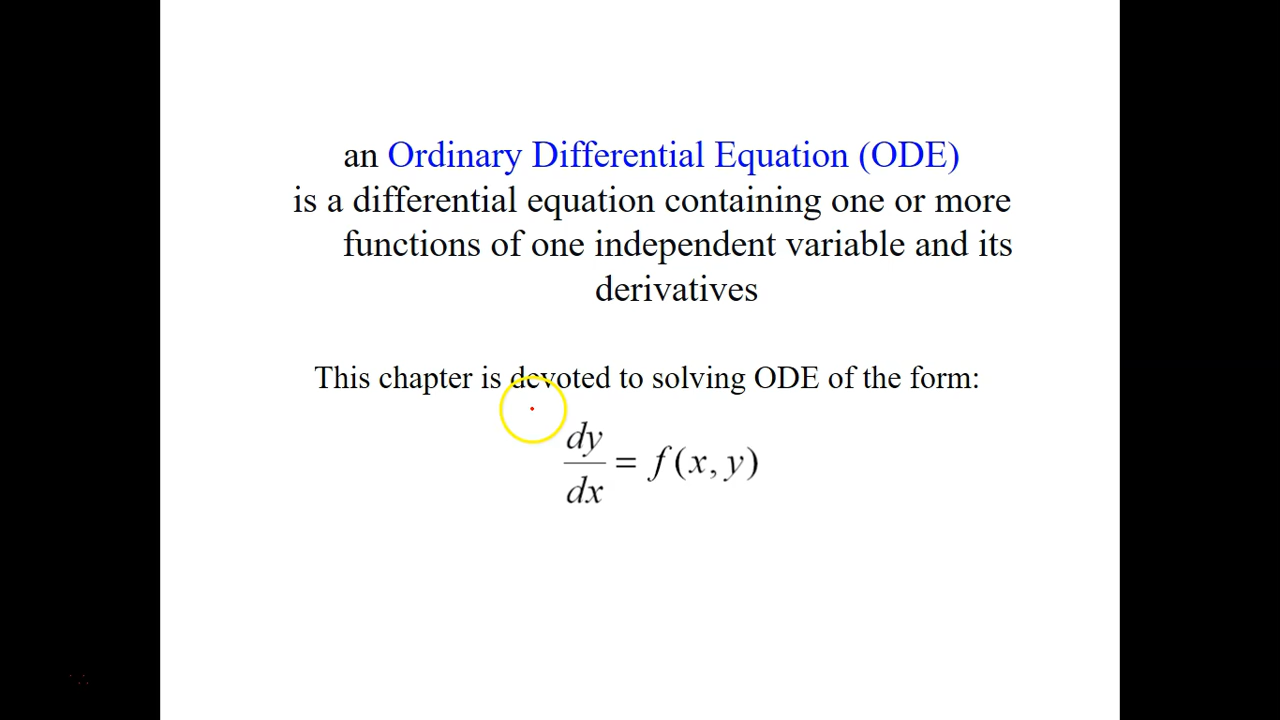 an Ordinary Differential Equation (ODE)
is a differential equation containing one or more
functions of one independent variable and its
derivatives
This chapter is devoted to solving ODE of the form:
dy/dx = f(x, y)